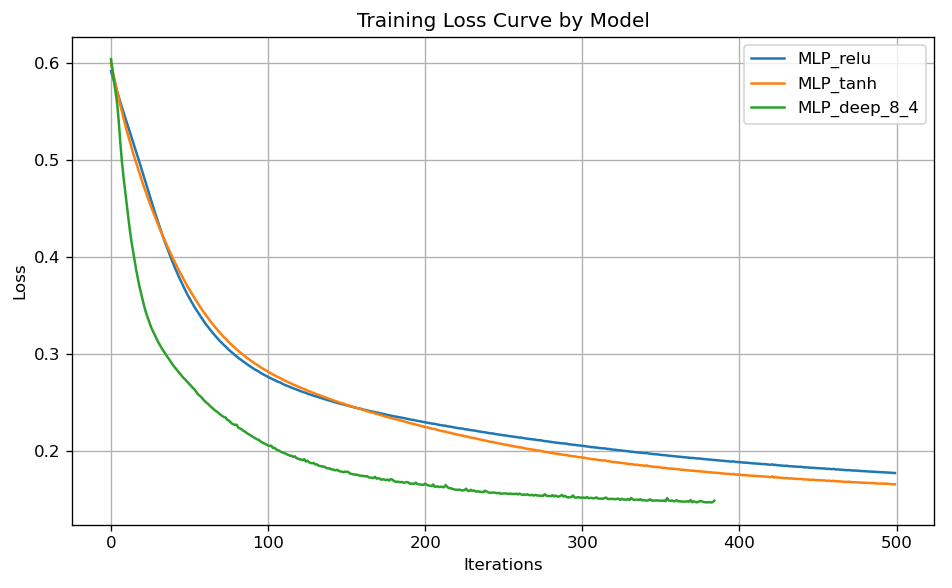 Training Loss Curve by Model
MLP_relu
MLP_tanh
MLP_deep_8_4
0.6
0.5
0.4
0.3
0.2
Loss
0 100 200 300 400 500
Iterations